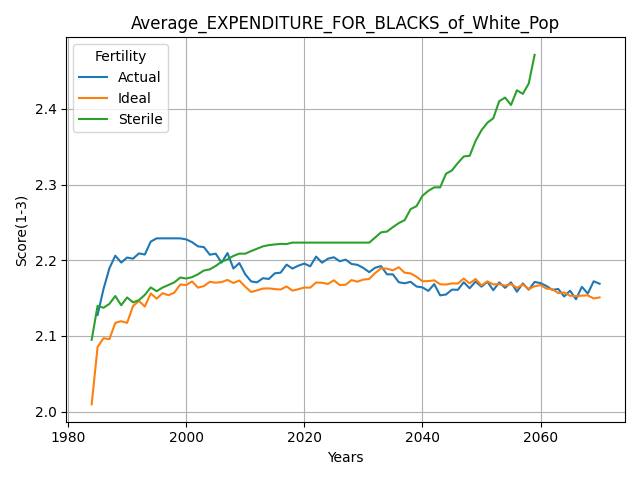 Average_EXPENDITURE_FOR_BLACKS_of_White_Pop
Fertility
Actual
Ideal
Sterile
Score(1-3)
2.4
2.3
2.2
2.1
2.0
1980
2000
2020
2040
2060
Years